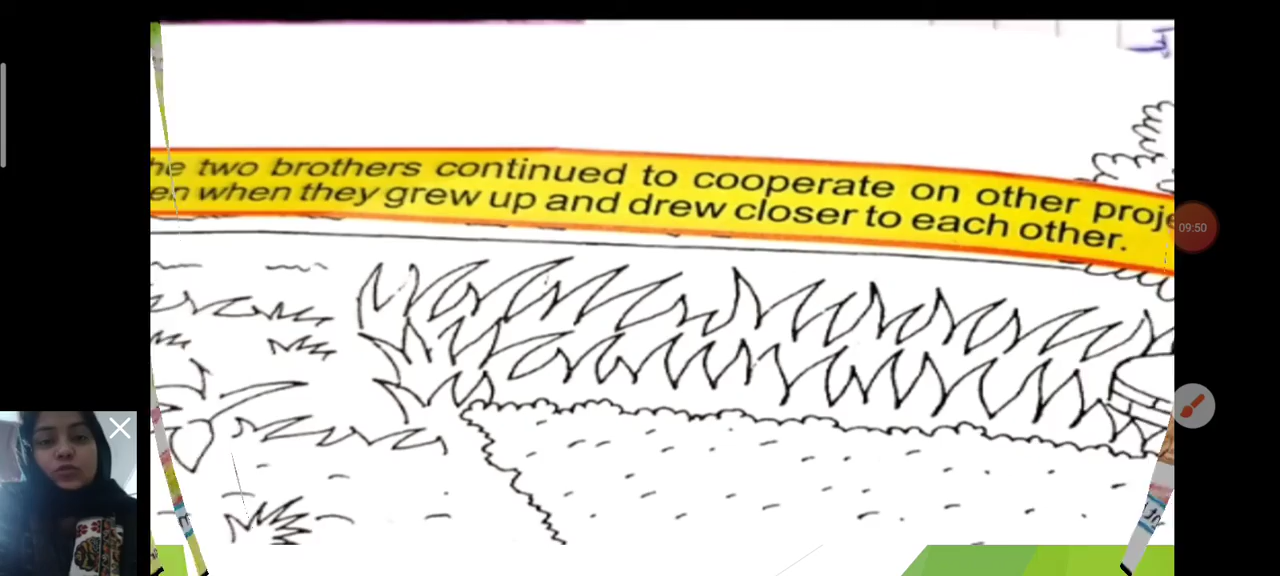 he two brothers continued to cooperate on other proje
en when they grew up and drew closer to each other.
09:50